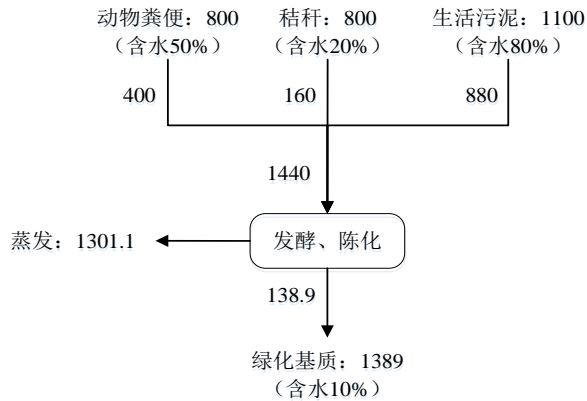 动物粪便：800
（含水50%）
秸秆：800
（含水20%）
生活污泥：1100
（含水80%）
400
160
880
1440
蒸发：1301.1
发酵、陈化
138.9
绿化基质：1389
（含水10%）